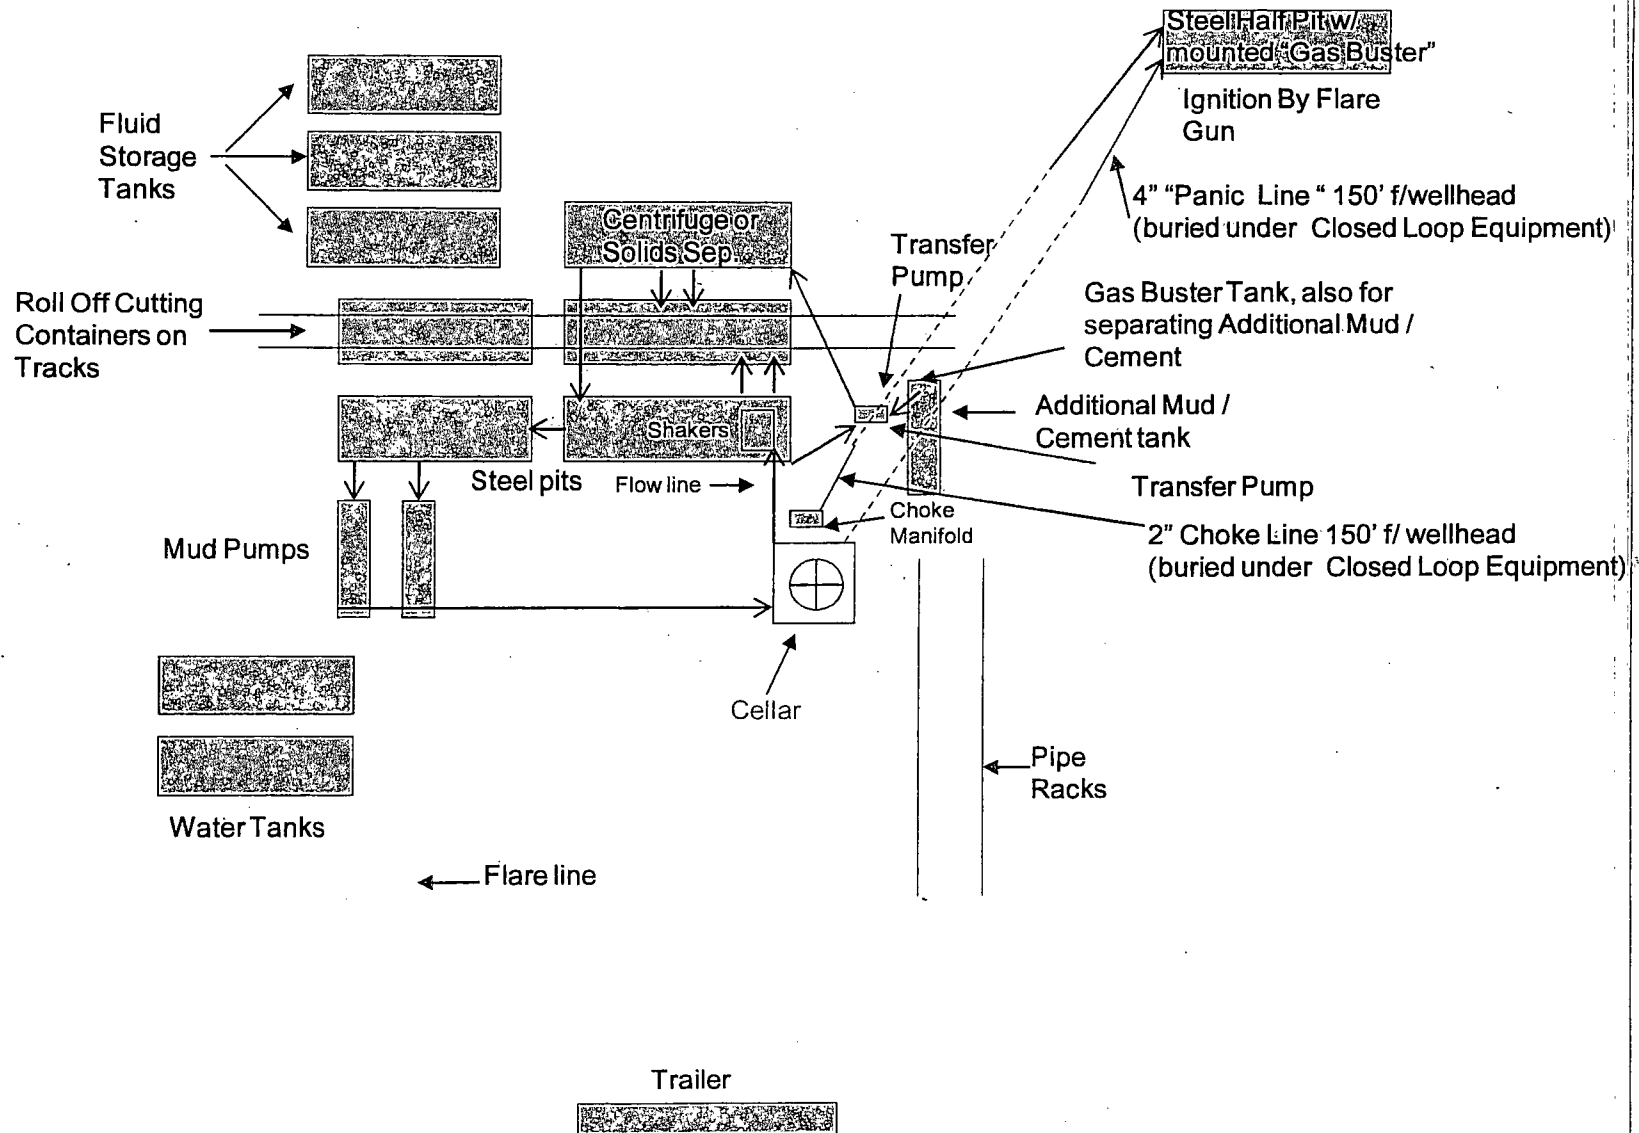 Steel Half Pit w/
mounted “Gas Buster”
Ignition By Flare
Gun
Fluid
Storage
Tanks
4” “Panic Line “ 150’ f/wellhead
(buried under Closed Loop Equipment)
Centrifuge or
Solids Sep.
Transfer
Pump
Gas Buster Tank, also for
separating Additional Mud /
Cement
Roll Off Cutting
Containers on
Tracks
Additional Mud /
Cement tank
Shakers
Steel pits
Flow line
Transfer Pump
Choke
Manifold
2” Choke Line 150’ f/ wellhead
(buried under Closed Loop Equipment)
Mud Pumps
Cellar
Pipe
Racks
Water Tanks
Flare line
Trailer